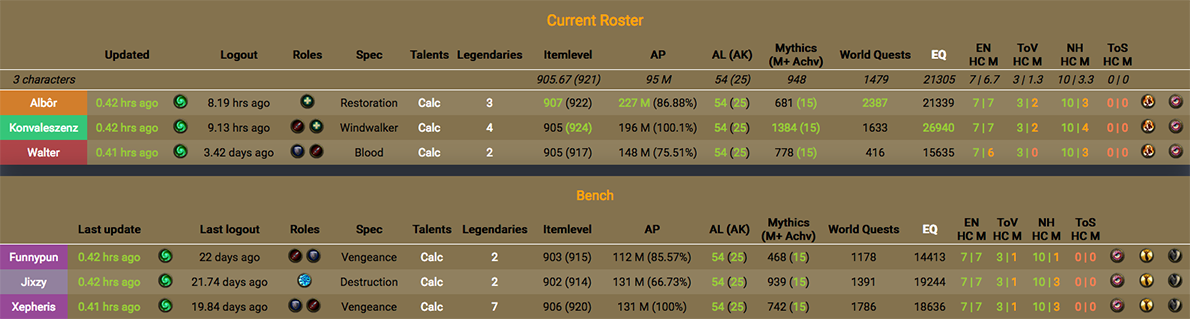 Current Roster
Updated Logout Roles Spec Talents Legendaries Itemlevel AP AL (AK) Mythics (M+ Achv) World Quests EQ EN HC M ToV HC M NH HC M ToS HC M
3 characters 905.67 (921) 95 M 54 (25) 948 1479 21305 7 | 6.7 3 | 1.3 10 | 3.3 0 | 0
Albôr 0.42 hrs ago 8.19 hrs ago Restoration Calc 3 907 (922) 227 M (86.88%) 54 (25) 681 (15) 2387 21339 7 | 7 3 | 2 10 | 3 0 | 0
Konvaleszenz 0.42 hrs ago 9.13 hrs ago Windwalker Calc 4 905 (924) 196 M (100.1%) 54 (25) 1384 (15) 1633 26940 7 | 7 3 | 2 10 | 4 0 | 0
Walter 0.41 hrs ago 3.42 days ago Blood Calc 2 905 (917) 148 M (75.51%) 54 (25) 778 (15) 416 15635 7 | 6 3 | 0 10 | 3 0 | 0
Bench
Last update Last logout Roles Spec Talents Legendaries Itemlevel AP AL (AK) Mythics (M+ Achv) World Quests EQ EN HC M ToV HC M NH HC M ToS HC M
Funnypun 0.42 hrs ago 22 days ago Vengeance Calc 2 903 (915) 112 M (85.57%) 54 (25) 468 (15) 1178 14413 7 | 7 3 | 1 10 | 1 0 | 0
Jixzy 0.42 hrs ago 21.74 days ago Destruction Calc 2 902 (914) 131 M (66.73%) 54 (25) 939 (15) 1391 19244 7 | 7 3 | 1 10 | 3 0 | 0
Xepheris 0.41 hrs ago 19.84 days ago Vengeance Calc 7 906 (920) 131 M (100%) 54 (25) 742 (15) 1786 18636 7 | 7 3 | 1 10 | 3 0 | 0